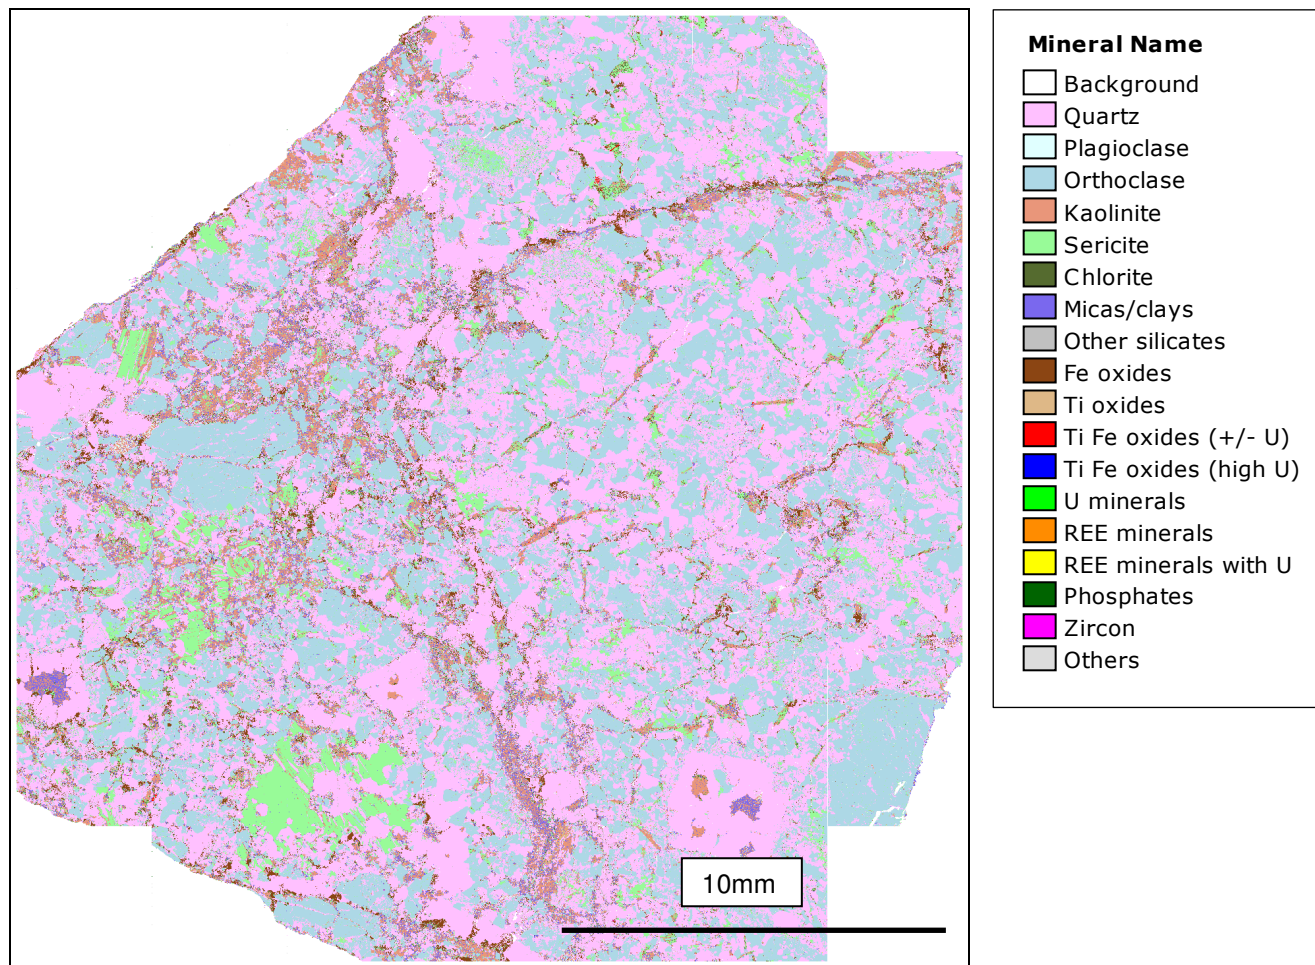 Mineral Name
Background
Quartz
Plagioclase
Orthoclase
Kaolinite
Sericite
Chlorite
Micas/clays
Other silicates
Fe oxides
Ti oxides
Ti Fe oxides (+/- U)
Ti Fe oxides (high U)
U minerals
REE minerals
REE minerals with U
Phosphates
Zircon
Others
10mm